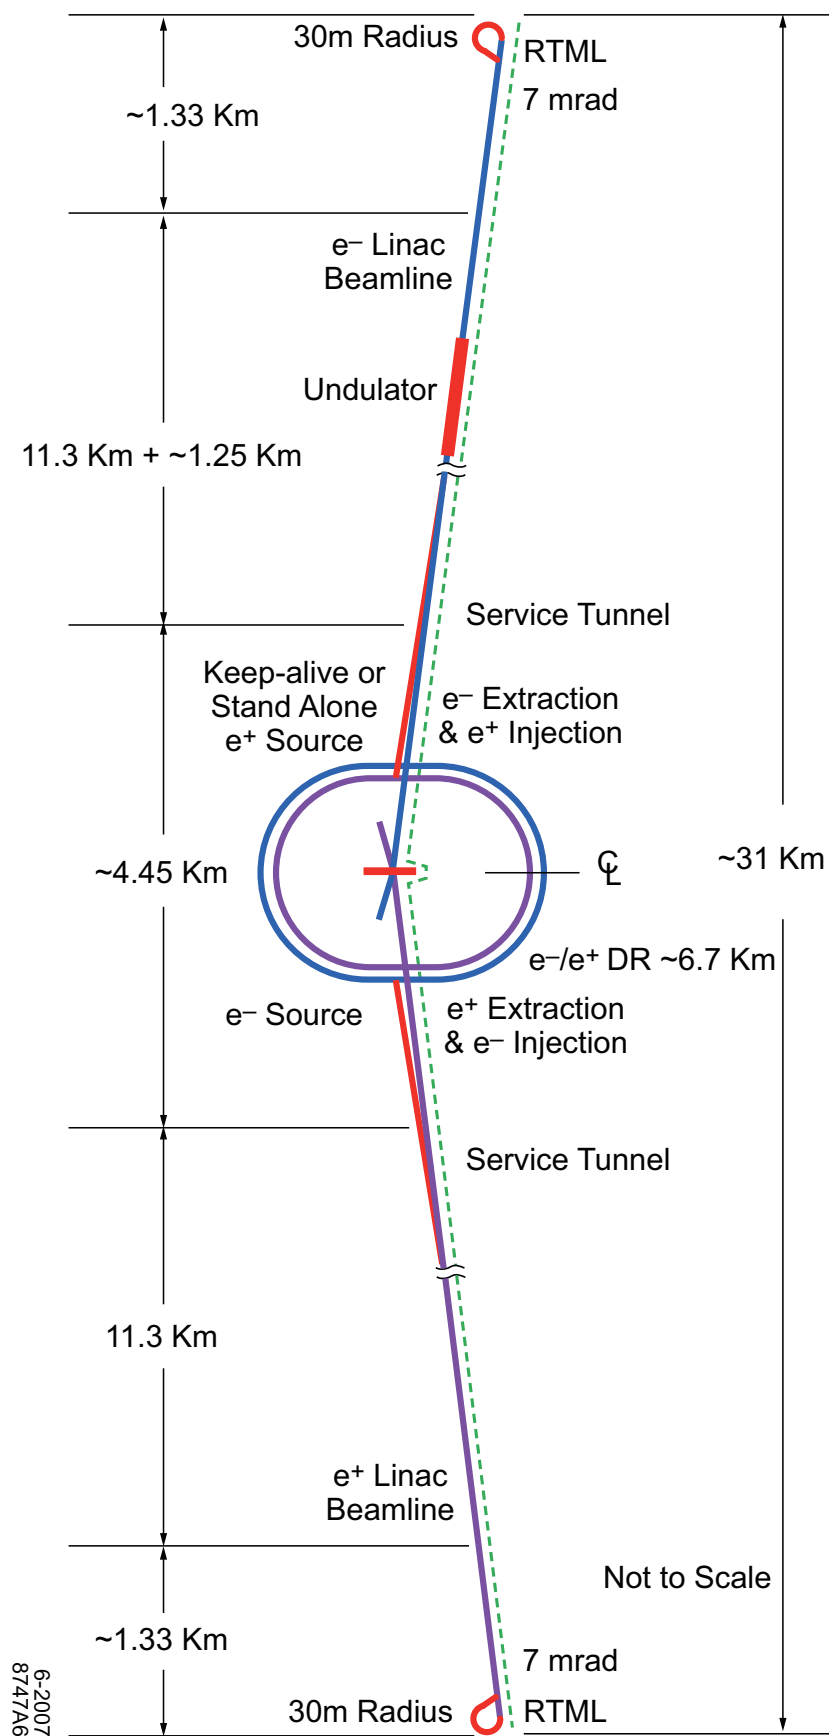 30m Radius
RTML
7 mrad
~1.33 Km
e– Linac
Beamline
Undulator
11.3 Km + ~1.25 Km
Service Tunnel
Keep-alive or
Stand Alone
e+ Source
e– Extraction
& e+ Injection
~4.45 Km
℄
~31 Km
e–/e+ DR ~6.7 Km
e– Source
e+ Extraction
& e– Injection
Service Tunnel
11.3 Km
e+ Linac
Beamline
Not to Scale
~1.33 Km
7 mrad
30m Radius
RTML
6-2007
8747A6